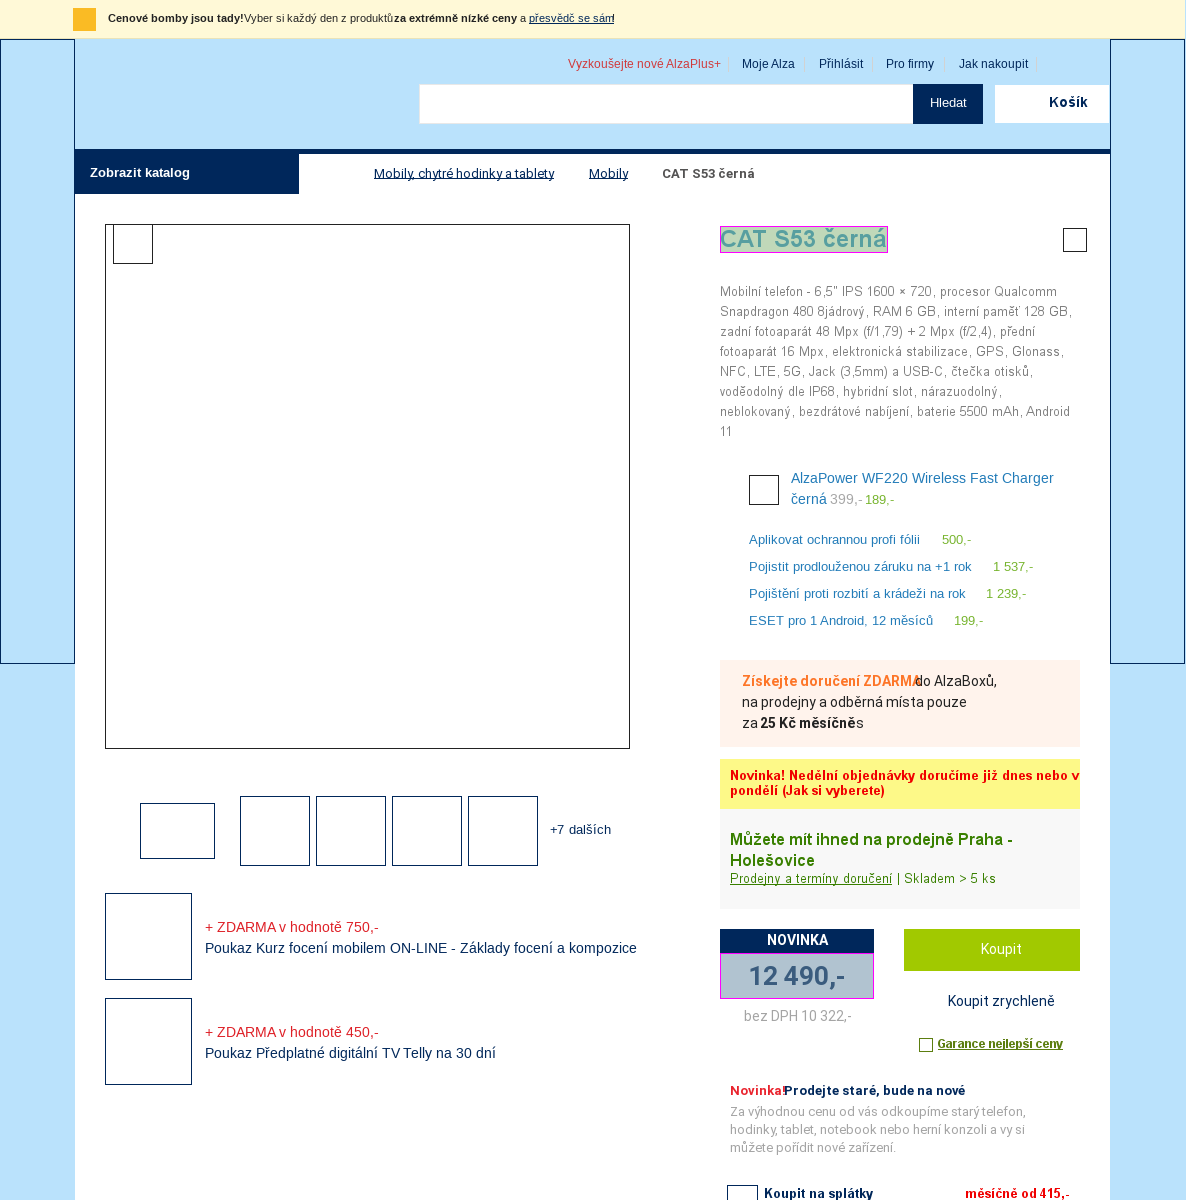 Cenové bomby jsou tady! Vyber si každý den z produktů za extrémně nízké ceny a přesvědč se sám!
Vyzkoušejte nové AlzaPlus+ Moje Alza Přihlásit Pro firmy Jak nakoupit
Hledat Košík
Zobrazit katalog Mobily, chytré hodinky a tablety Mobily CAT S53 černá
CAT S53 černá
Mobilní telefon - 6,5" IPS 1600 × 720, procesor Qualcomm
Snapdragon 480 8jádrový, RAM 6 GB, interní paměť 128 GB,
zadní fotoaparát 48 Mpx (f/1,79) + 2 Mpx (f/2,4), přední
fotoaparát 16 Mpx, elektronická stabilizace, GPS, Glonass,
NFC, LTE, 5G, Jack (3,5mm) a USB-C, čtečka otisků,
voděodolný dle IP68, hybridní slot, nárazuodolný,
neblokovaný, bezdrátové nabíjení, baterie 5500 mAh, Android
11
AlzaPower WF220 Wireless Fast Charger
černá 399,- 189,-
Aplikovat ochrannou profi fólii 500,-
Pojistit prodlouženou záruku na +1 rok 1 537,-
Pojištění proti rozbití a krádeži na rok 1 239,-
ESET pro 1 Android, 12 měsíců 199,-
Získejte doručení ZDARMA do AlzaBoxů,
na prodejny a odběrná místa pouze
za 25 Kč měsíčně s
Novinka! Nedělní objednávky doručíme již dnes nebo v
pondělí (Jak si vyberete)
Můžete mít ihned na prodejně Praha -
Holešovice
Prodejny a termíny doručení | Skladem > 5 ks
+7 dalších
+ ZDARMA v hodnotě 750,-
Poukaz Kurz focení mobilem ON-LINE - Základy focení a kompozice
+ ZDARMA v hodnotě 450,-
Poukaz Předplatné digitální TV Telly na 30 dní
NOVINKA
12 490,-
bez DPH 10 322,-
Koupit
Koupit zrychleně
Garance nejlepší ceny
Novinka! Prodejte staré, bude na nové
Za výhodnou cenu od vás odkoupíme starý telefon,
hodinky, tablet, notebook nebo herní konzoli a vy si
můžete pořídit nové zařízení.
Koupit na splátky měsíčně od 415,-